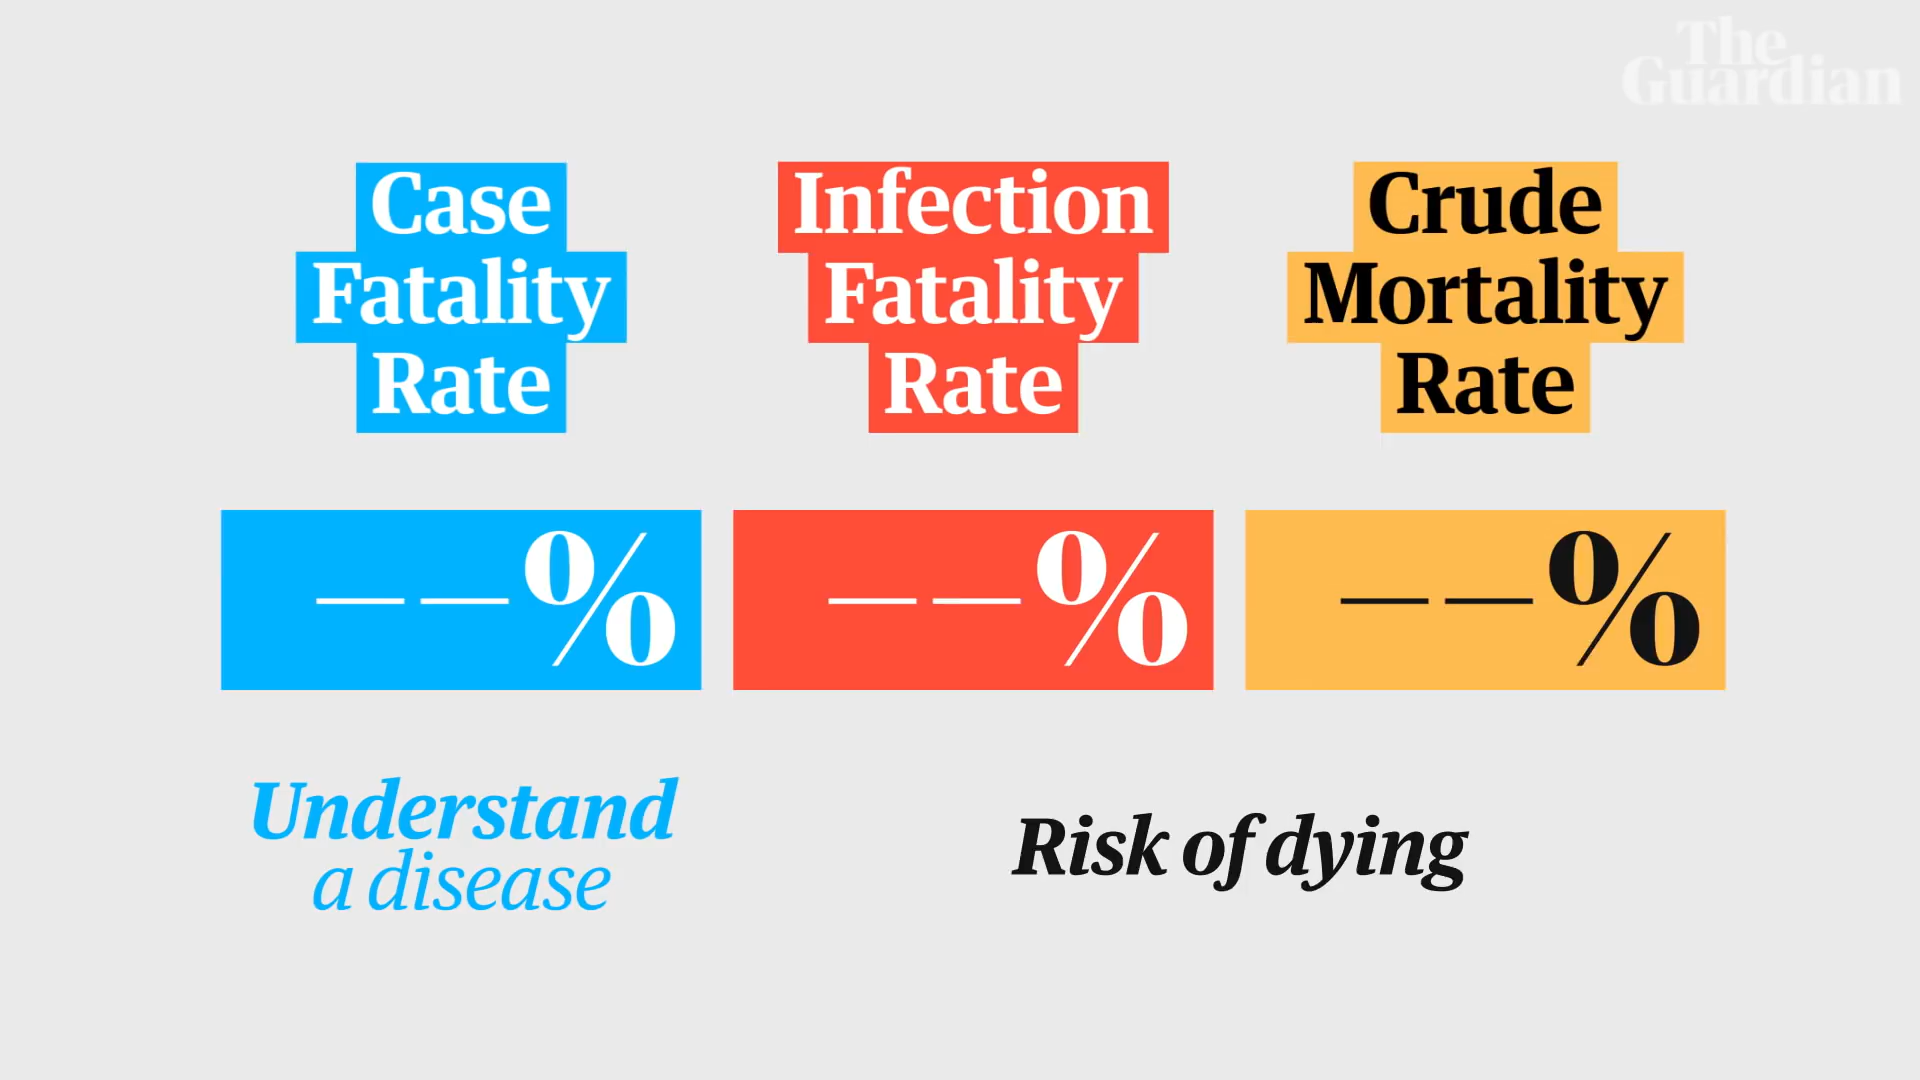 The
Guardian
Case
Fatality
Rate
Infection
Fatality
Rate
Crude
Mortality
Rate
——%
——%
——%
Understand
a disease
Risk of dying